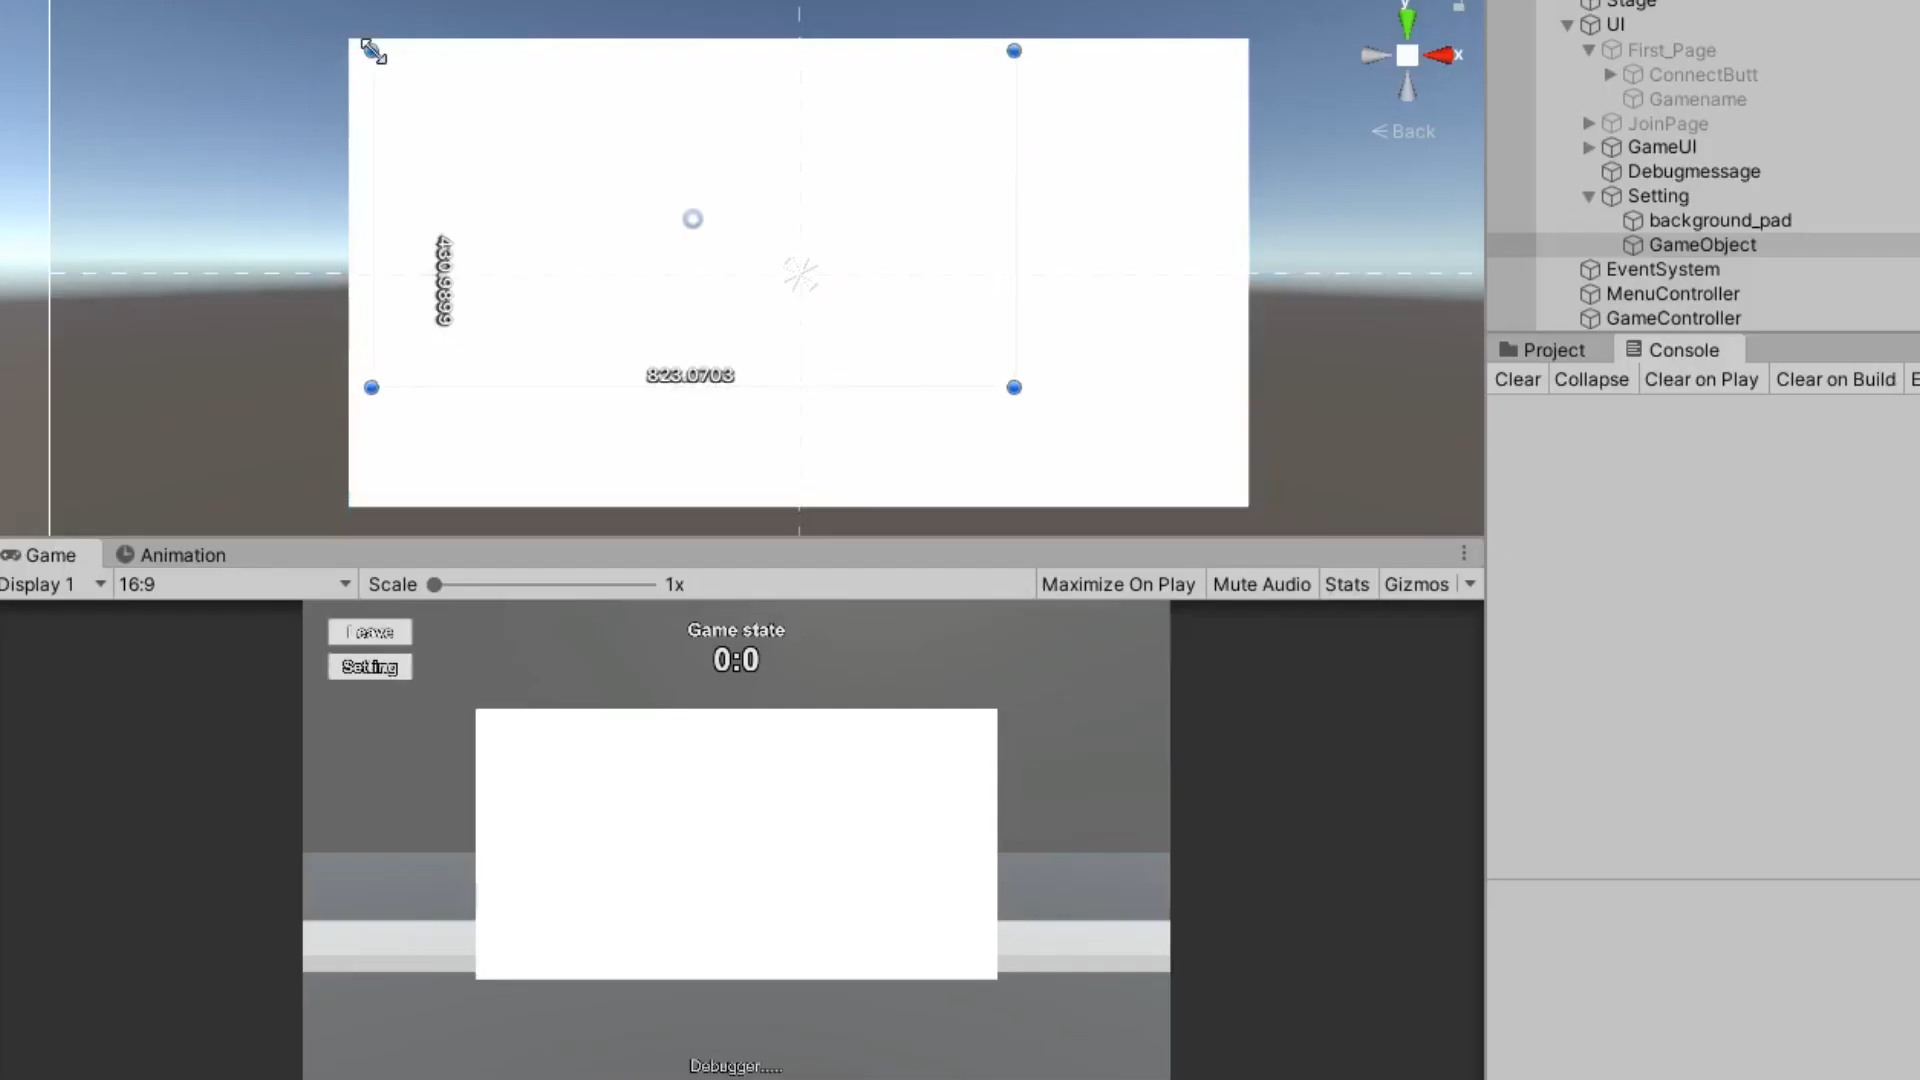 y
x
Back
430.9899
823.0703
Stage
UI
First_Page
ConnectButt
Gamename
JoinPage
GameUI
Debugmessage
Setting
background_pad
GameObject
EventSystem
MenuController
GameController
Project
Console
Clear
Collapse
Clear on Play
Clear on Build
E
Game
Animation
Display 1
16:9
Scale
1x
Maximize On Play
Mute Audio
Stats
Gizmos
Leave
Setting
Game state
0:0
Debugger.....